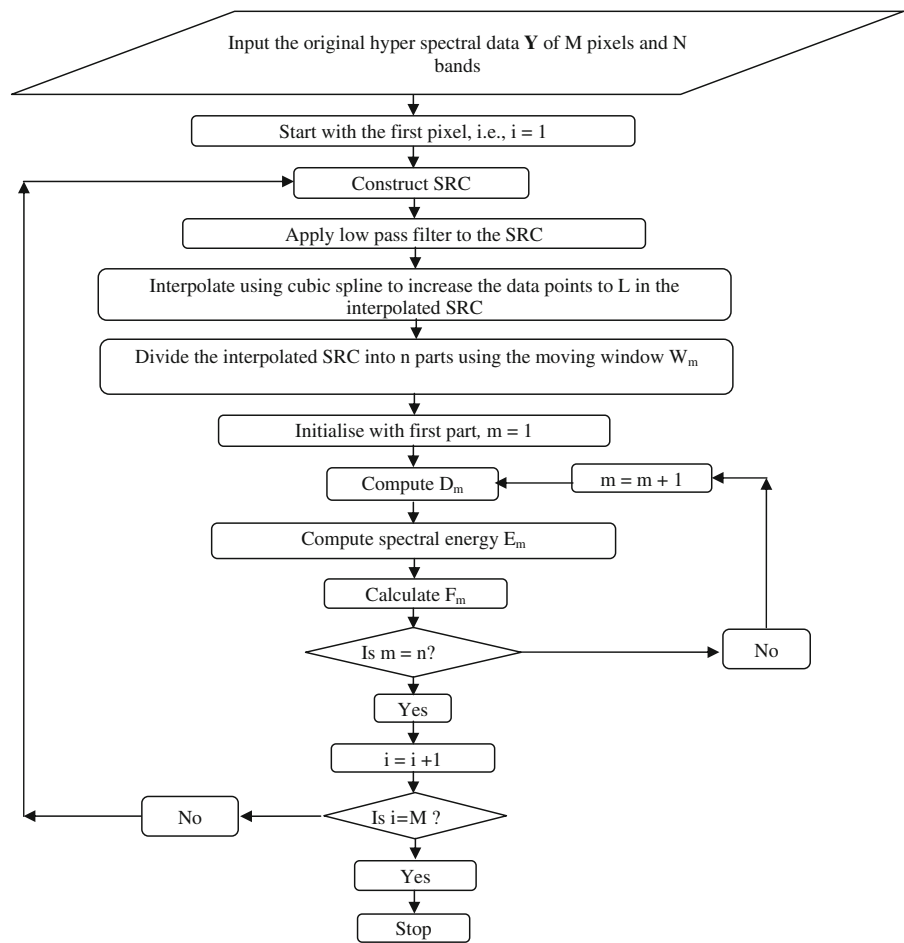 Input the original hyper spectral data Y of M pixels and N
bands
Start with the first pixel, i.e., i = 1
Construct SRC
Apply low pass filter to the SRC
Interpolate using cubic spline to increase the data points to L in the
interpolated SRC
Divide the interpolated SRC into n parts using the moving window Wm
Initialise with first part, m = 1
Compute Dm
m = m + 1
Compute spectral energy Em
Calculate Fm
Is m = n?
No
Yes
i = i +1
Is i=M ?
No
Yes
Stop